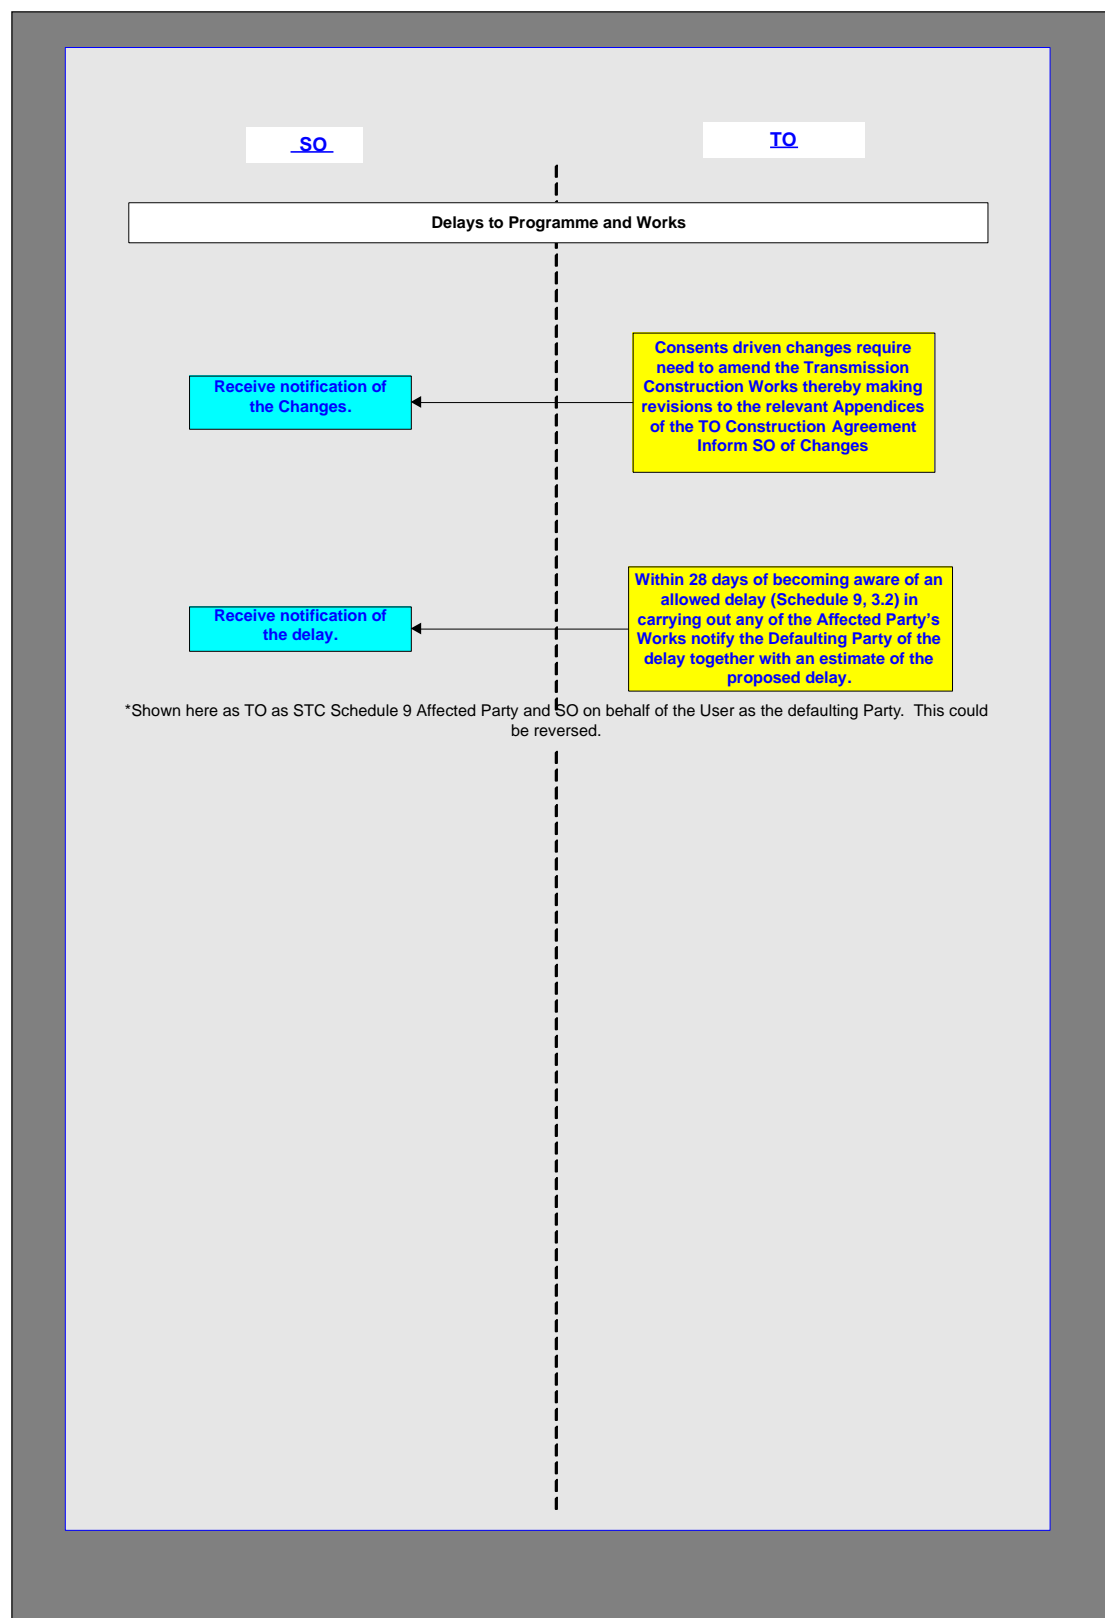 SO
TO
Delays to Programme and Works
Consents driven changes require
need to amend the Transmission
Construction Works thereby making
revisions to the relevant Appendices
of the TO Construction Agreement
Inform SO of Changes
Receive notification of
the Changes.
Within 28 days of becoming aware of an
allowed delay (Schedule 9, 3.2) in
carrying out any of the Affected Party's
Works notify the Defaulting Party of the
delay together with an estimate of the
proposed delay.
Receive notification of
the delay.
*Shown here as TO as STC Schedule 9 Affected Party and SO on behalf of the User as the defaulting Party.  This could
be reversed.